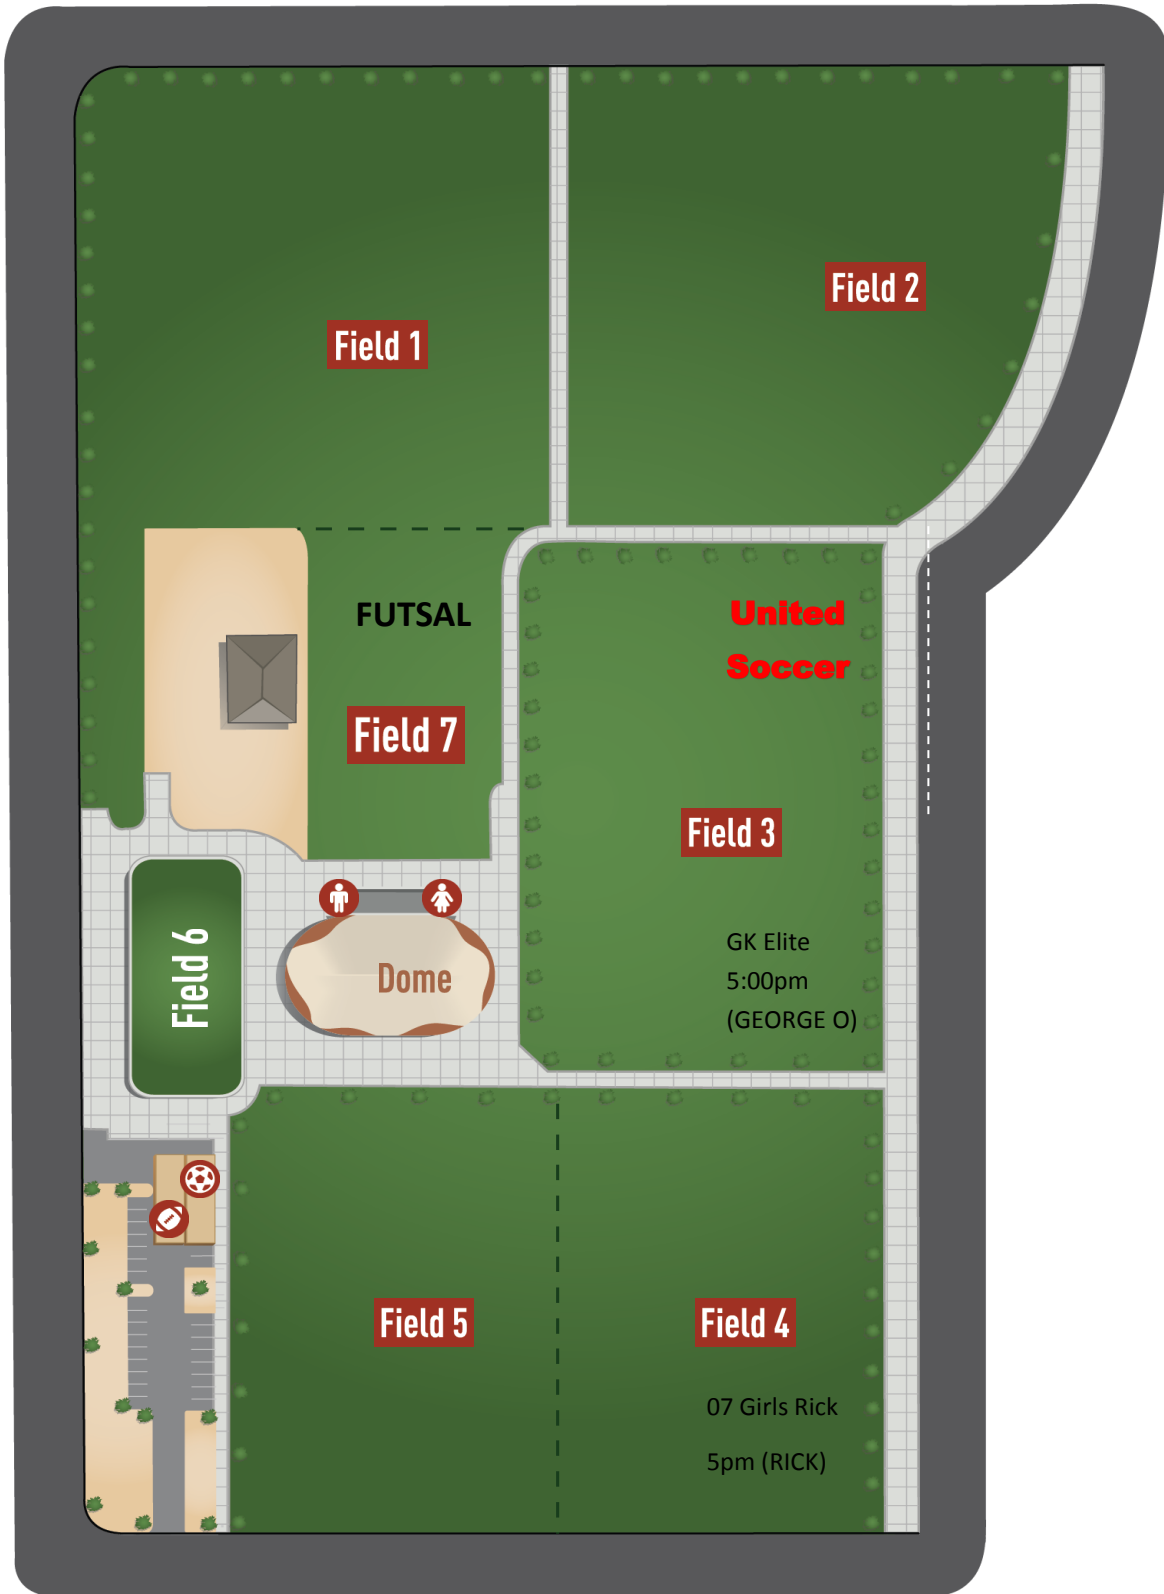 Field 2
Field 1
FUTSAL
United
Soccer
Field 7
Field 3
Field 6
Dome
GK Elite
5:00pm
(GEORGE O)
Field 5
Field 4
07 Girls Rick
5pm (RICK)